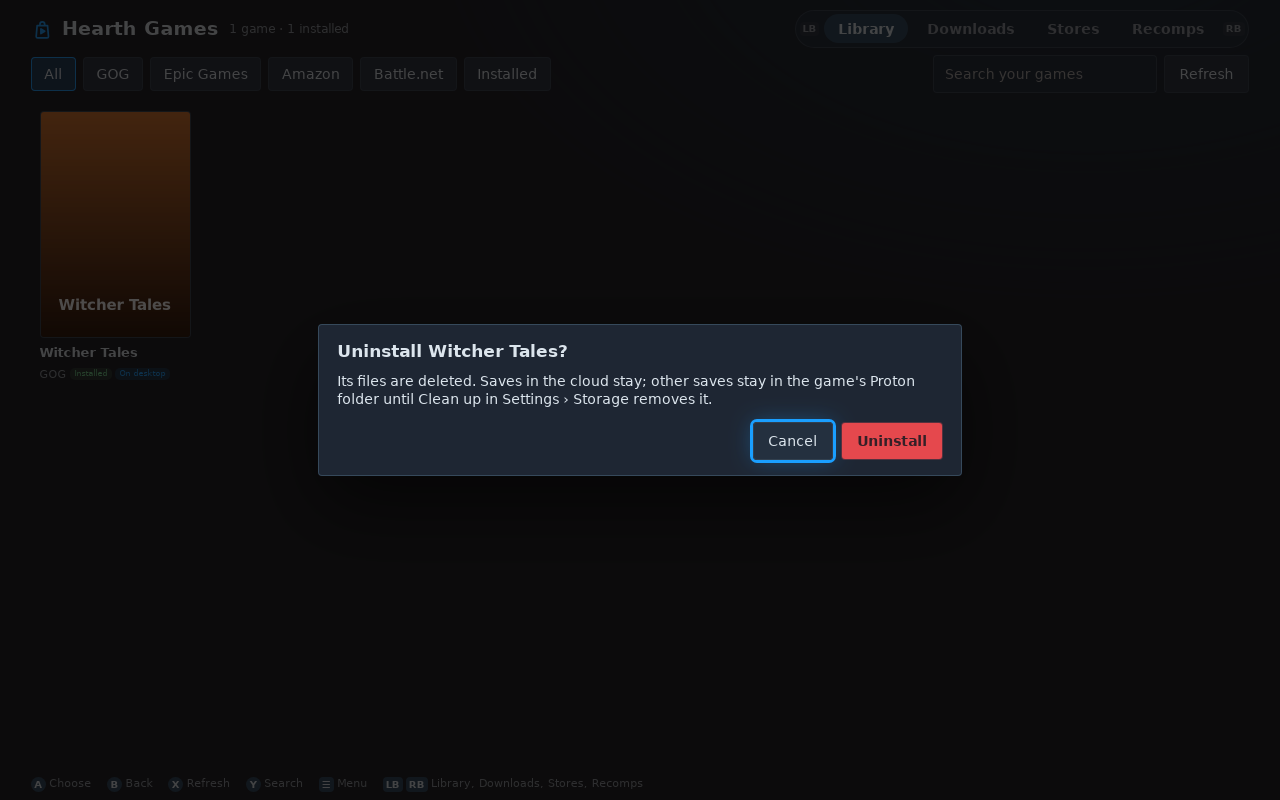 Hearth Games 1 game · 1 installed
LB Library Downloads Stores Recomps RB
All GOG Epic Games Amazon Battle.net Installed
Search your games Refresh
Witcher Tales
Witcher Tales
GOG Installed On desktop
Uninstall Witcher Tales?
Its files are deleted. Saves in the cloud stay; other saves stay in the game's Proton
folder until Clean up in Settings › Storage removes it.
Cancel Uninstall
A Choose B Back X Refresh Y Search ☰ Menu LB RB Library, Downloads, Stores, Recomps